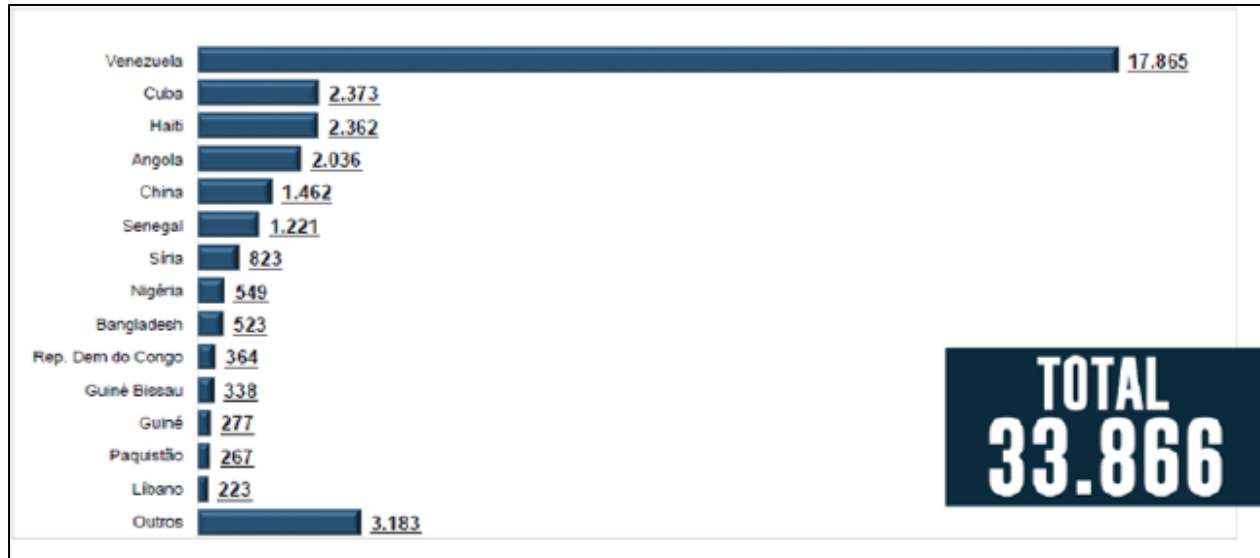 Venezuela 17.865
Cuba 2.373
Haiti 2.362
Angola 2.036
China 1.462
Senegal 1.221
Síria 823
Nigéria 549
Bangladesh 523
Rep. Dem do Congo 364
Guiné Bissau 338
Guiné 277
Paquistão 267
Líbano 223
Outros 3.183
TOTAL
33.866